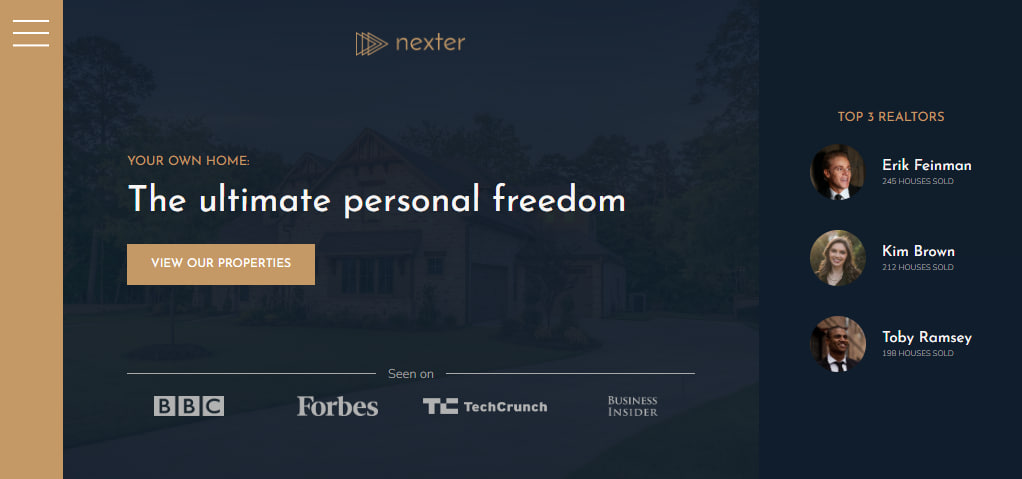 nexter
YOUR OWN HOME:
The ultimate personal freedom
VIEW OUR PROPERTIES
Seen on
BBC
Forbes
TC TechCrunch
BUSINESS
INSIDER
TOP 3 REALTORS
Erik Feinman
245 HOUSES SOLD
Kim Brown
212 HOUSES SOLD
Toby Ramsey
198 HOUSES SOLD